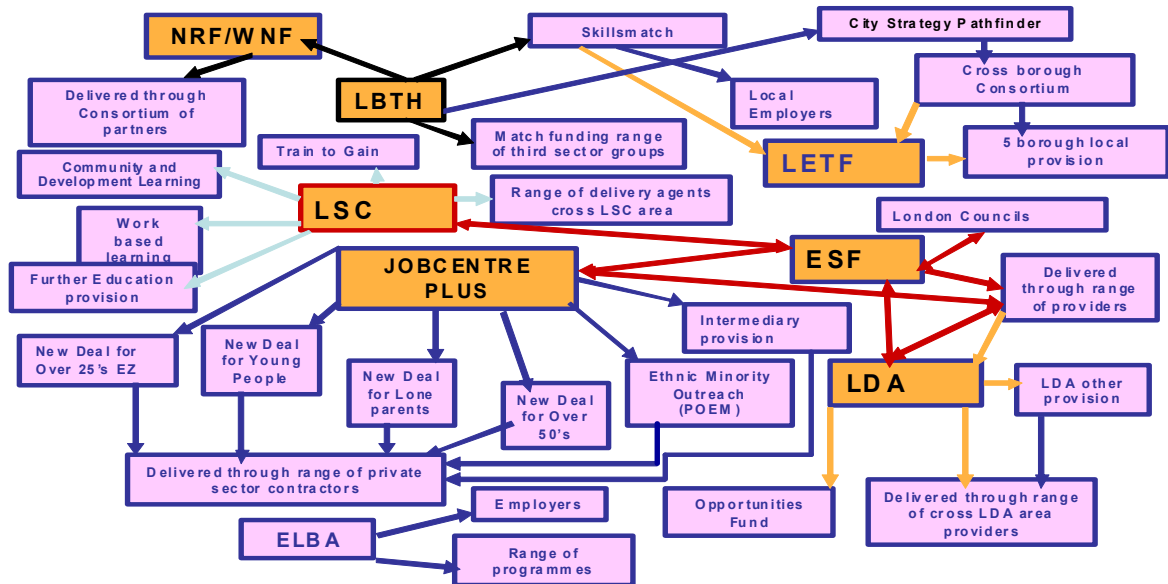 NRF/WNF
Skillsmatch
City Strategy Pathfinder
Delivered through
Consortium of
partners
LBTH
Local
Employers
Cross borough
Consortium
Train to Gain
Match funding range
of third sector groups
LETF
5 borough local
provision
Community and
Development Learning
LSC
Range of delivery agents
cross LSC area
London Councils
Work
based
learning
Further Education
provision
JOBCENTRE
PLUS
ESF
Delivered
through range
of providers
New Deal for
Over 25's EZ
New Deal
for Young
People
New Deal
for Lone
parents
New Deal
for Over
50's
Intermediary
provision
Ethnic Minority
Outreach
(POEM)
LDA
LDA other
provision
Delivered through range of private
sector contractors
Opportunities
Fund
Delivered through range
of cross LDA area
providers
ELBA
Employers
Range of
programmes